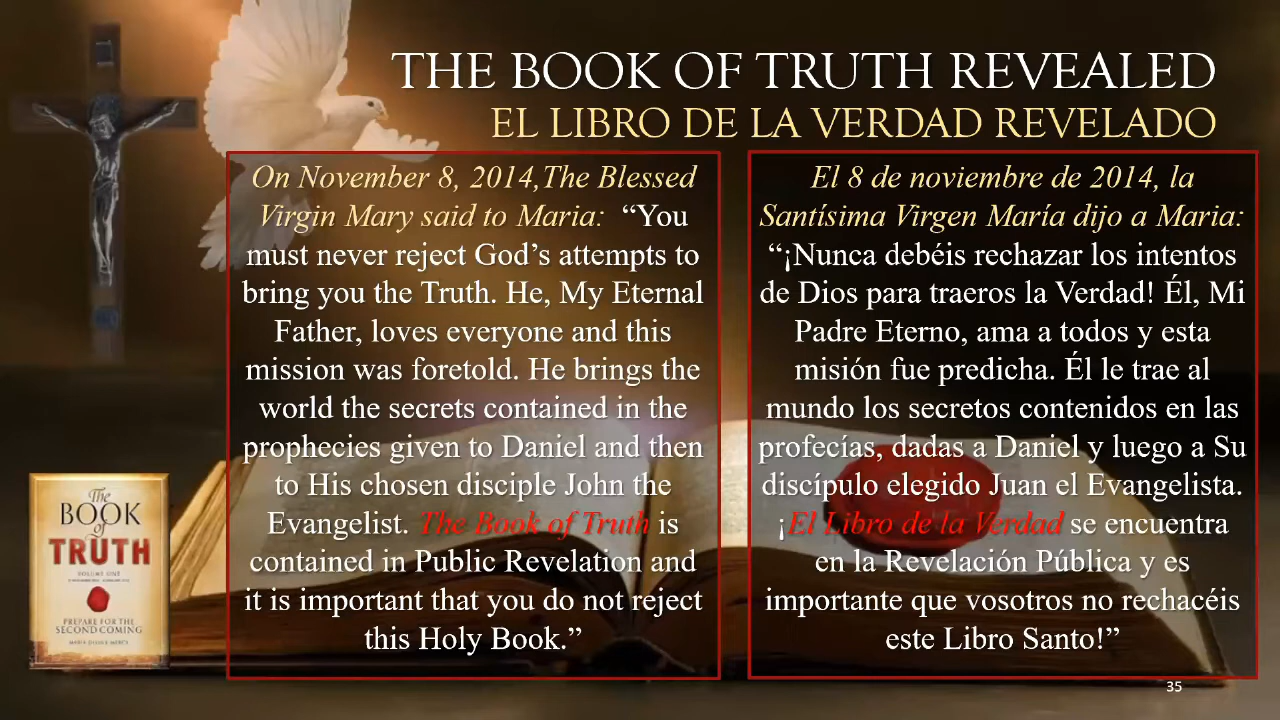 THE BOOK OF TRUTH REVEALED
EL LIBRO DE LA VERDAD REVELADO
On November 8, 2014,The Blessed
Virgin Mary said to Maria: “You
must never reject God’s attempts to
bring you the Truth. He, My Eternal
Father, loves everyone and this
mission was foretold. He brings the
world the secrets contained in the
prophecies given to Daniel and then
to His chosen disciple John the
Evangelist. The Book of Truth is
contained in Public Revelation and
it is important that you do not reject
this Holy Book.”
El 8 de noviembre de 2014, la
Santísima Virgen María dijo a Maria:
“¡Nunca debéis rechazar los intentos
de Dios para traeros la Verdad! Él, Mi
Padre Eterno, ama a todos y esta
misión fue predicha. Él le trae al
mundo los secretos contenidos en las
profecías, dadas a Daniel y luego a Su
discípulo elegido Juan el Evangelista.
¡El Libro de la Verdad se encuentra
en la Revelación Pública y es
importante que vosotros no rechacéis
este Libro Santo!”
The
BOOK
of
TRUTH
VOLUME ONE
PREPARE FOR THE
SECOND COMING
MARIA DIVINE MERCY
35